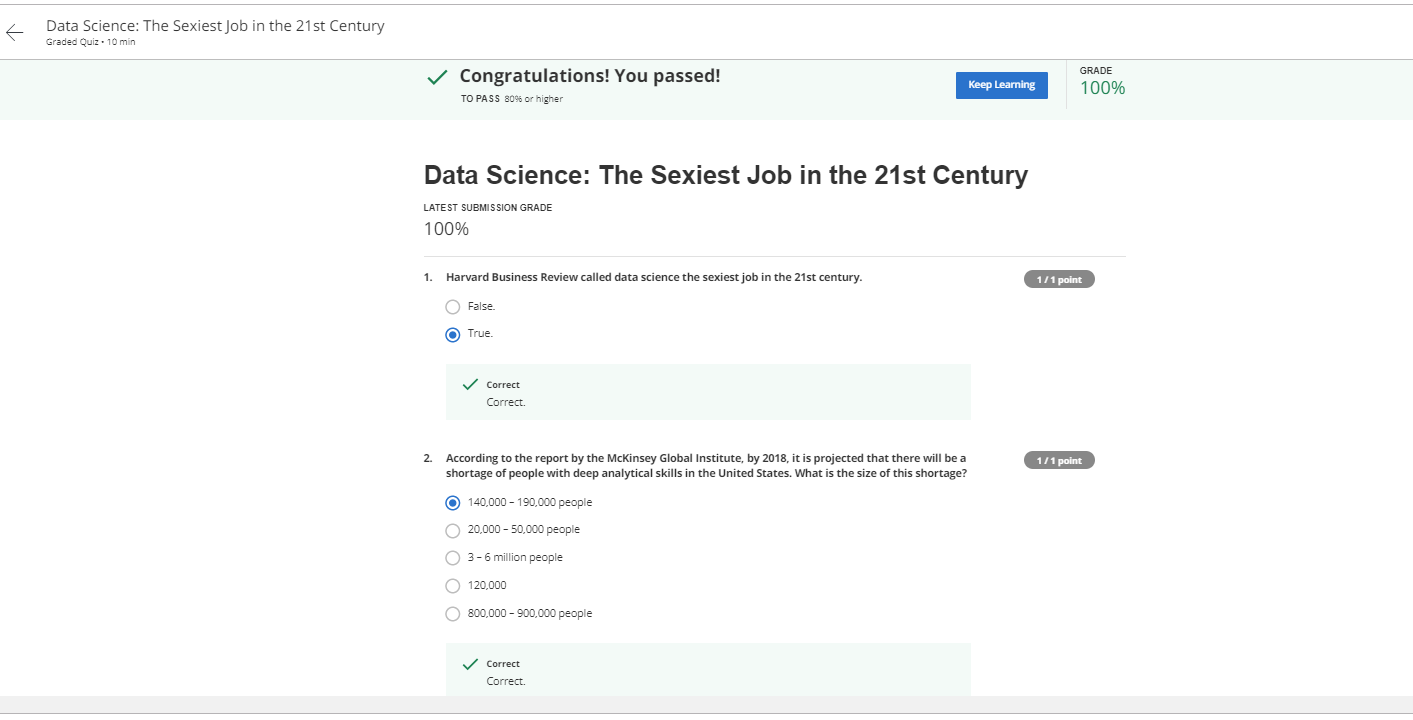 Data Science: The Sexiest Job in the 21st Century
Graded Quiz • 10 min
Congratulations! You passed!
TO PASS 80% or higher
Keep Learning
GRADE
100%
Data Science: The Sexiest Job in the 21st Century
LATEST SUBMISSION GRADE
100%
1. Harvard Business Review called data science the sexiest job in the 21st century.
1 / 1 point
False.
True.
Correct
Correct.
2. According to the report by the McKinsey Global Institute, by 2018, it is projected that there will be a
shortage of people with deep analytical skills in the United States. What is the size of this shortage?
1 / 1 point
140,000 – 190,000 people
20,000 – 50,000 people
3 – 6 million people
120,000
800,000 – 900,000 people
Correct
Correct.